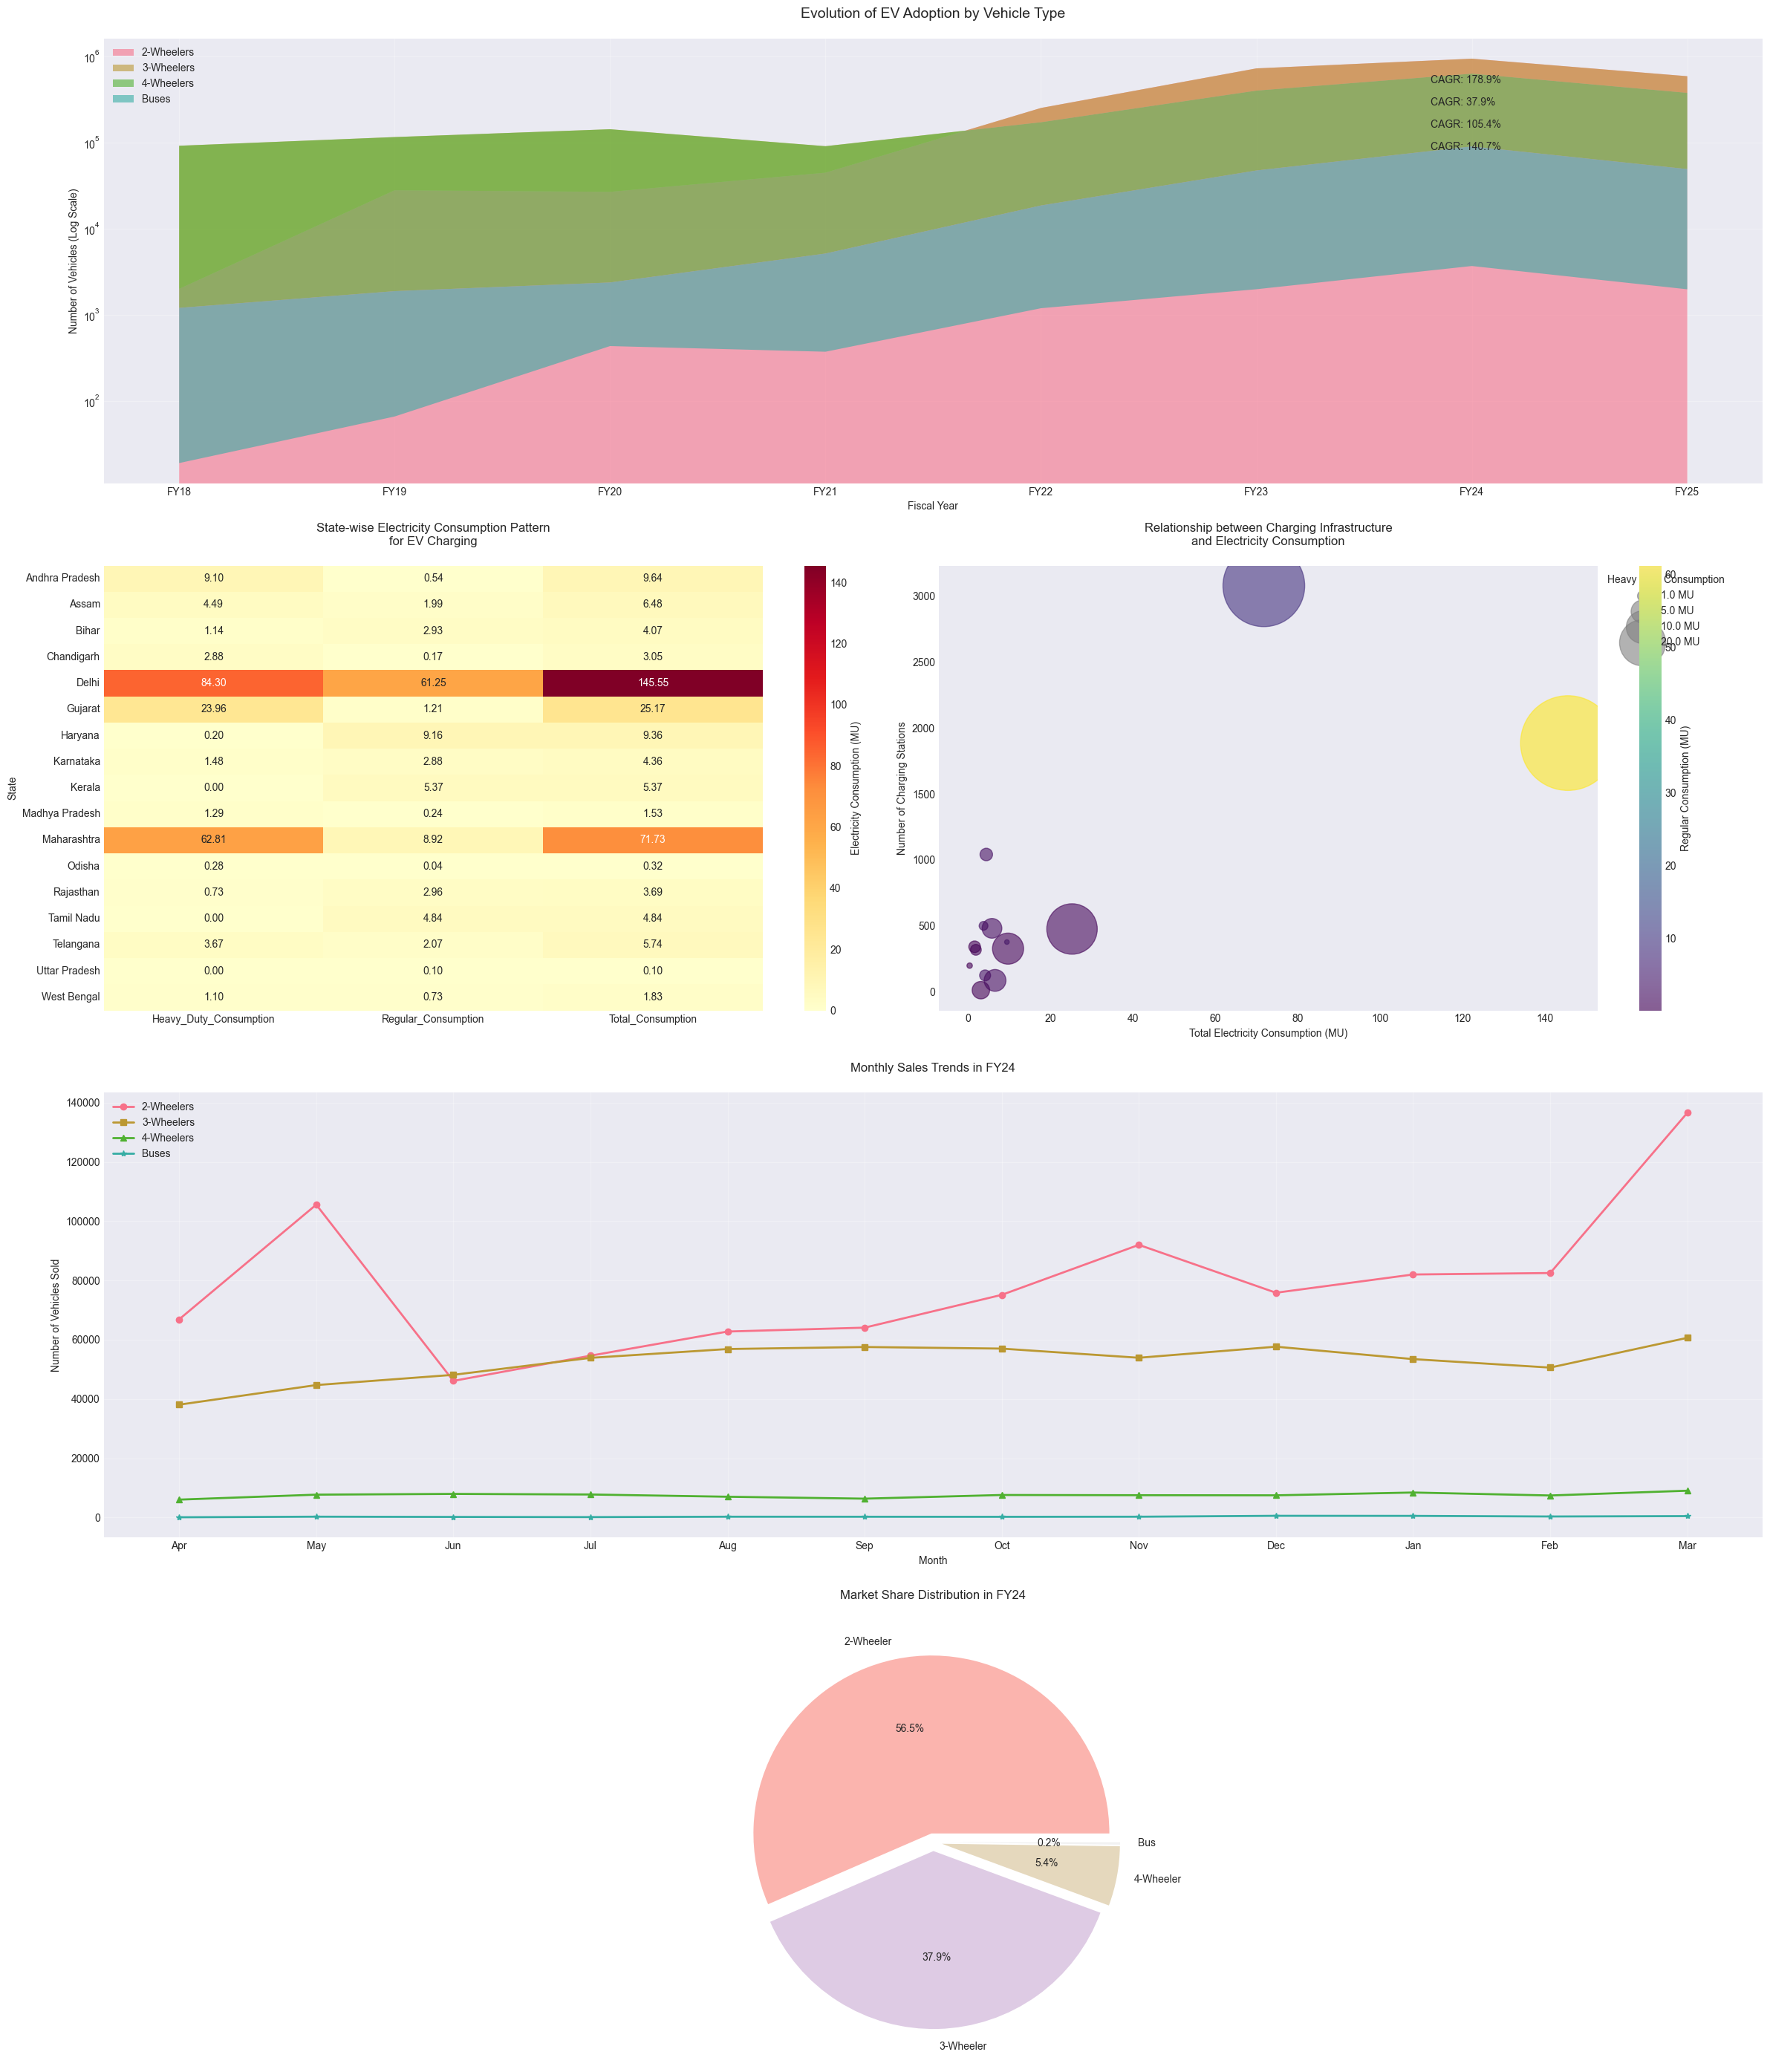 Evolution of EV Adoption by Vehicle Type
2-Wheelers
3-Wheelers
4-Wheelers
Buses
10^6
10^5
10^4
10^3
10^2
Number of Vehicles (Log Scale)
CAGR: 178.9%
CAGR: 37.9%
CAGR: 105.4%
CAGR: 140.7%
FY18 FY19 FY20 FY21 FY22 FY23 FY24 FY25
Fiscal Year
State-wise Electricity Consumption Pattern
for EV Charging
State
Andhra Pradesh 9.10 0.54 9.64
Assam 4.49 1.99 6.48
Bihar 1.14 2.93 4.07
Chandigarh 2.88 0.17 3.05
Delhi 84.30 61.25 145.55
Gujarat 23.96 1.21 25.17
Haryana 0.20 9.16 9.36
Karnataka 1.48 2.88 4.36
Kerala 0.00 5.37 5.37
Madhya Pradesh 1.29 0.24 1.53
Maharashtra 62.81 8.92 71.73
Odisha 0.28 0.04 0.32
Rajasthan 0.73 2.96 3.69
Tamil Nadu 0.00 4.84 4.84
Telangana 3.67 2.07 5.74
Uttar Pradesh 0.00 0.10 0.10
West Bengal 1.10 0.73 1.83
Heavy_Duty_Consumption Regular_Consumption Total_Consumption
140
120
100
80
60
40
20
0
Electricity Consumption (MU)
Relationship between Charging Infrastructure
and Electricity Consumption
3000
2500
2000
1500
1000
500
0
Number of Charging Stations
0 20 40 60 80 100 120 140
Total Electricity Consumption (MU)
Heavy Consumption
1.0 MU
5.0 MU
10.0 MU
20.0 MU
60
50
40
30
20
10
Regular Consumption (MU)
Monthly Sales Trends in FY24
2-Wheelers
3-Wheelers
4-Wheelers
Buses
140000
120000
100000
80000
60000
40000
20000
0
Number of Vehicles Sold
Apr May Jun Jul Aug Sep Oct Nov Dec Jan Feb Mar
Month
Market Share Distribution in FY24
2-Wheeler
56.5%
0.2%
Bus
5.4%
4-Wheeler
37.9%
3-Wheeler